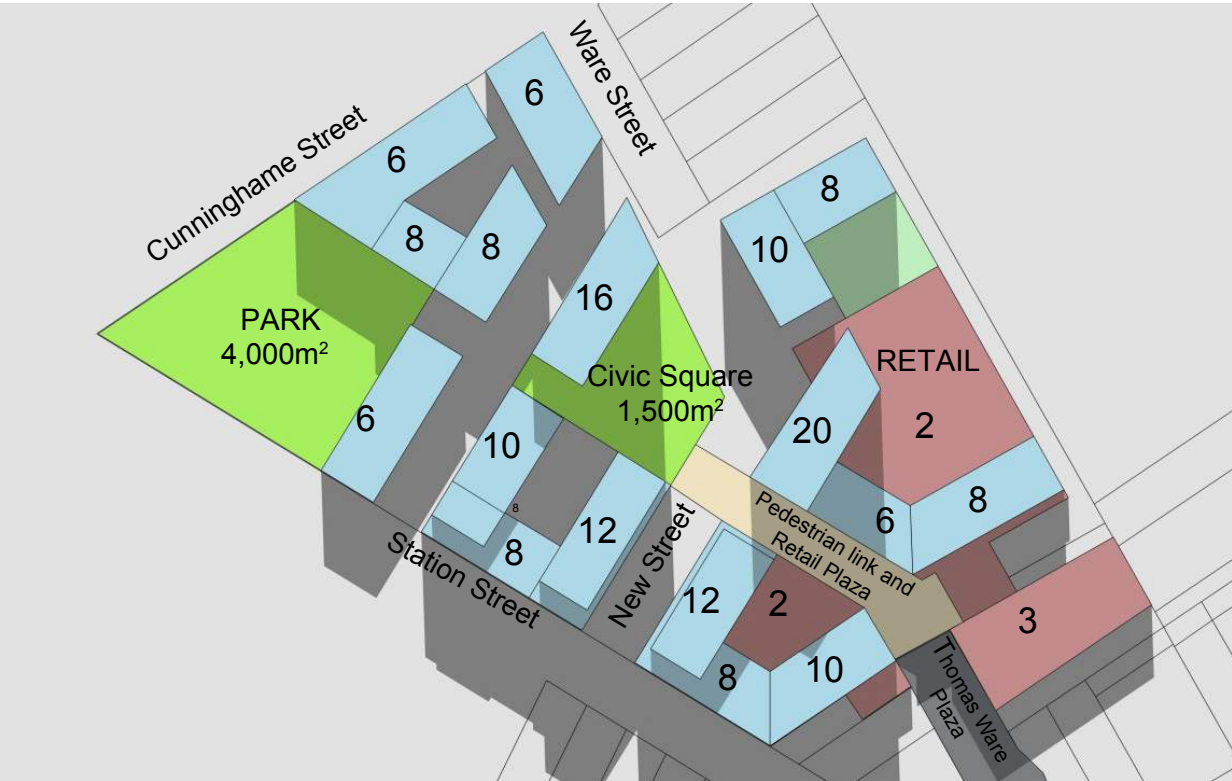 Ware Street
6
Cunninghame Street
6
8
8
8
10
16
PARK
4,000m²
RETAIL
Civic Square
1,500m²
6
2
20
10
8
8
6
8
12
Pedestrian link and
Retail Plaza
Station Street
New Street
12
2
3
8
10
Thomas Ware
Plaza